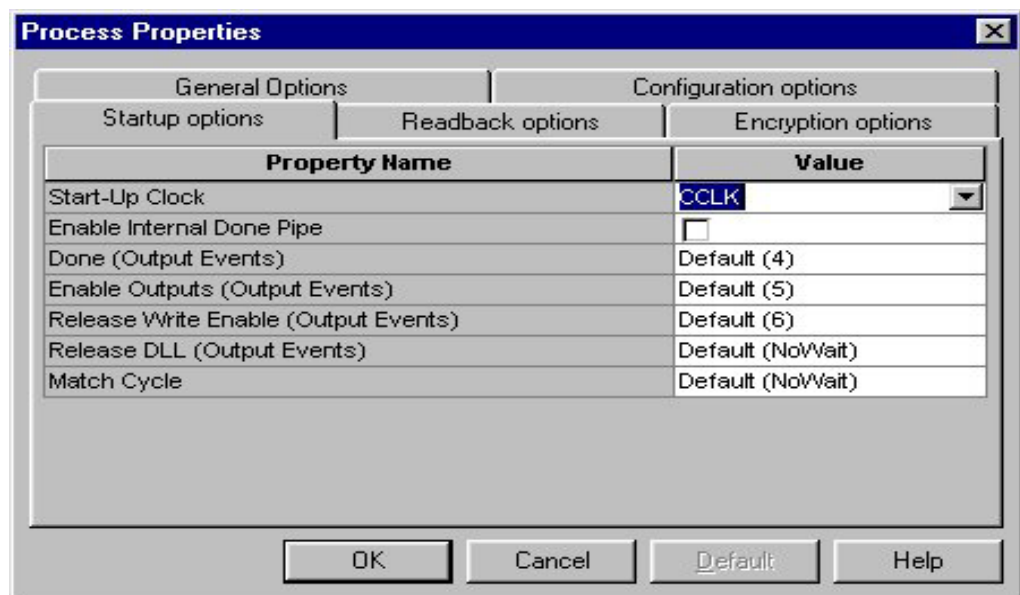 Process Properties
General Options Configuration options
Startup options Readback options Encryption options
Property Name Value
Start-Up Clock CCLK
Enable Internal Done Pipe
Done (Output Events) Default (4)
Enable Outputs (Output Events) Default (5)
Release Write Enable (Output Events) Default (6)
Release DLL (Output Events) Default (NoWait)
Match Cycle Default (NoWait)
OK Cancel Default Help